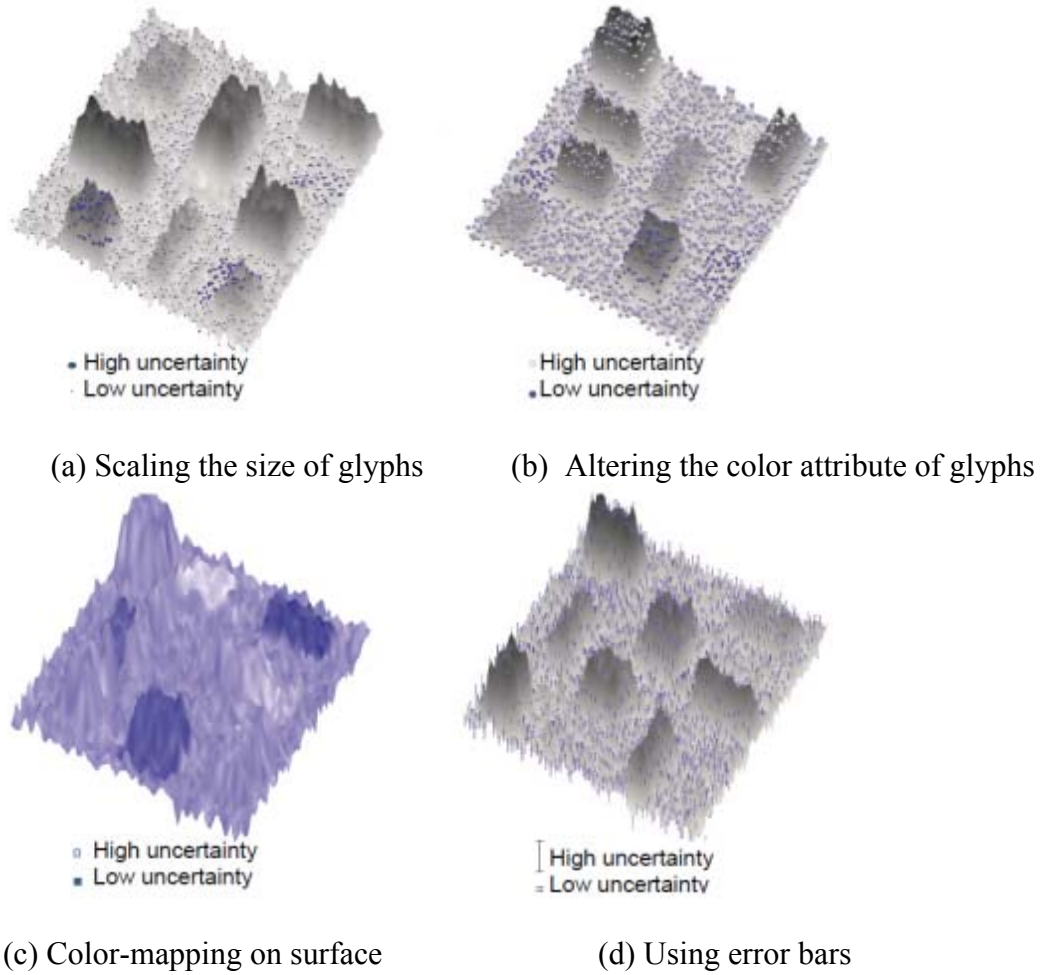 High uncertainty
Low uncertainty
High uncertainty
Low uncertainty
(a) Scaling the size of glyphs
(b) Altering the color attribute of glyphs
High uncertainty
Low uncertainty
High uncertainty
Low uncertainty
(c) Color-mapping on surface
(d) Using error bars